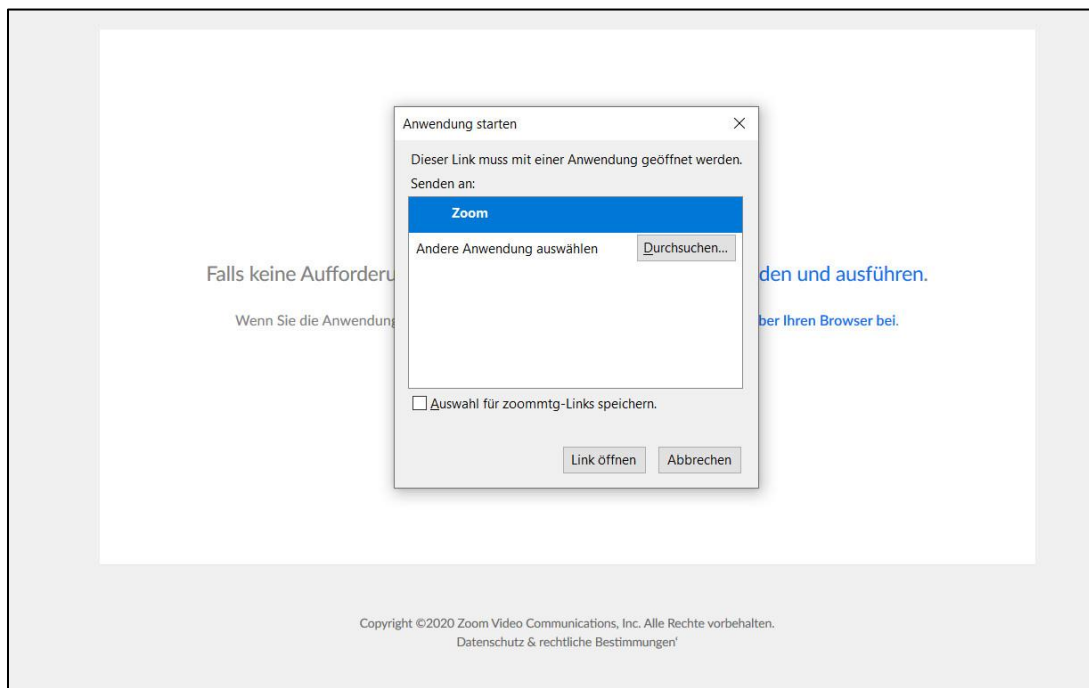 Anwendung starten
Dieser Link muss mit einer Anwendung geöffnet werden.
Senden an:
Zoom
Andere Anwendung auswählen Durchsuchen...
Falls keine Aufforderu den und ausführen.
Wenn Sie die Anwendung ber Ihren Browser bei.
Auswahl für zoommtg-Links speichern.
Link öffnen Abbrechen
Copyright ©2020 Zoom Video Communications, Inc. Alle Rechte vorbehalten.
Datenschutz & rechtliche Bestimmungen'